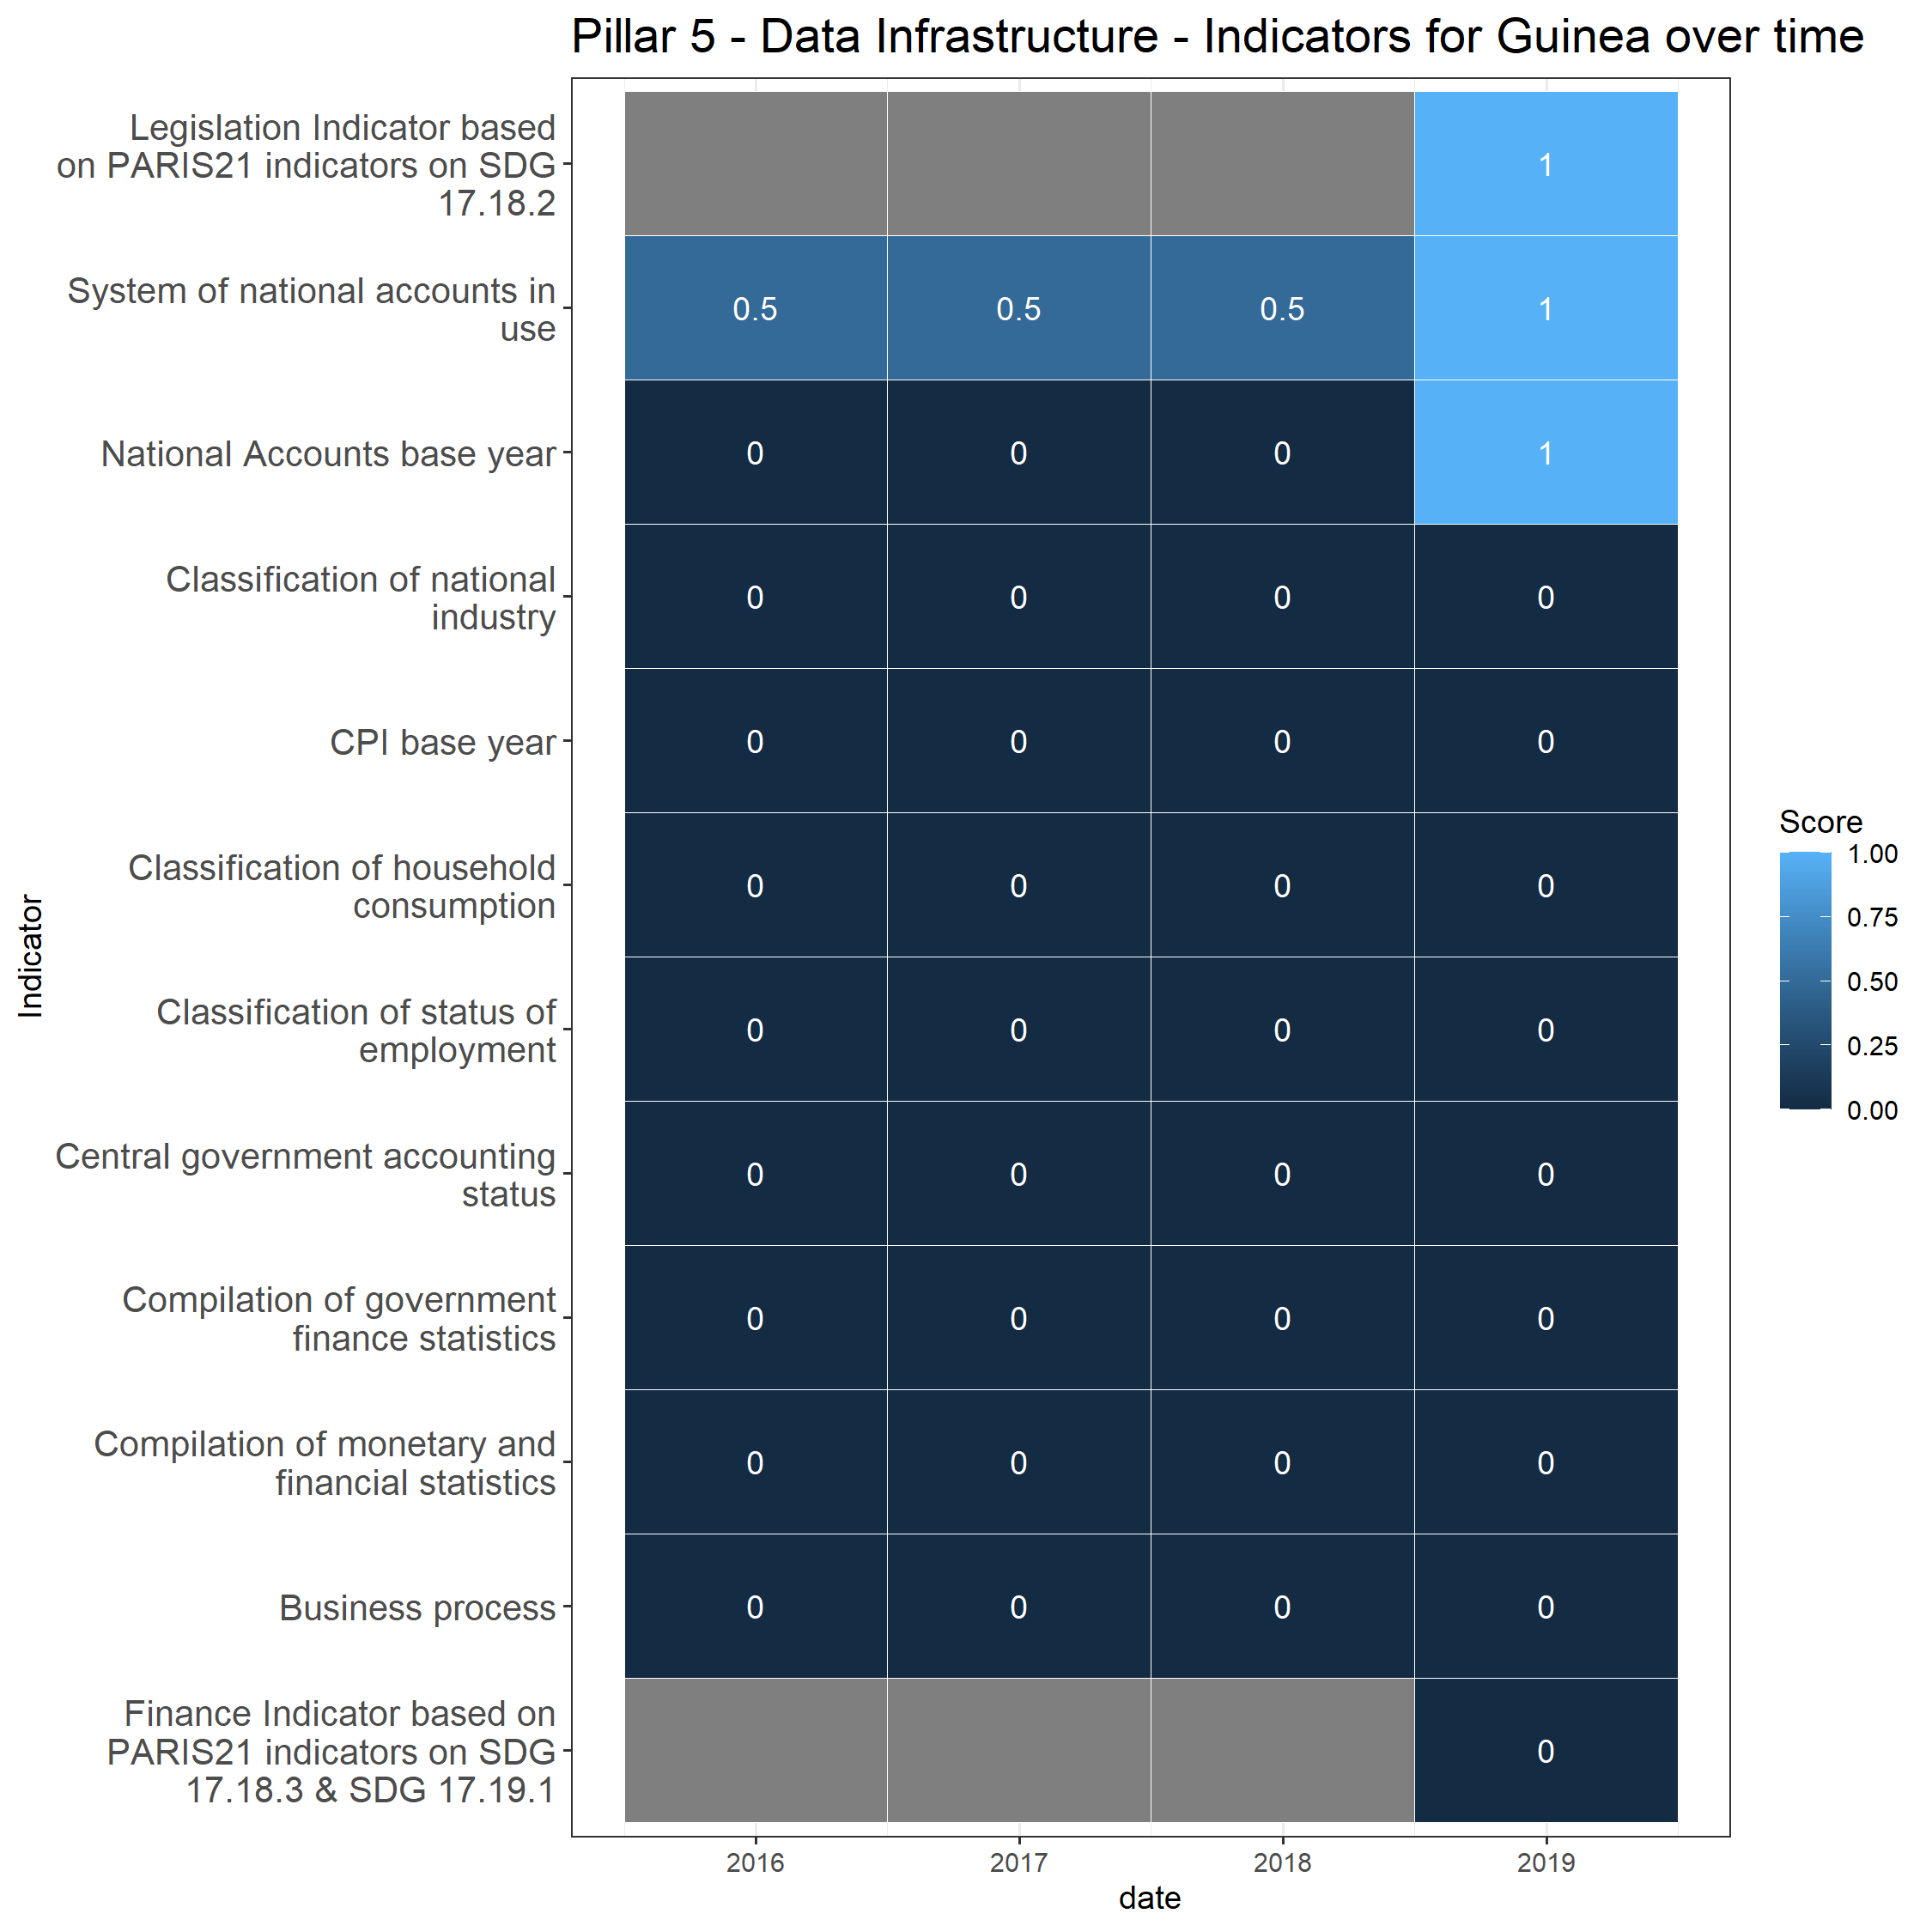 Pillar 5 - Data Infrastructure - Indicators for Guinea over time
Legislation Indicator based
on PARIS21 indicators on SDG
17.18.2
1
System of national accounts in
use
0.5 0.5 0.5 1
National Accounts base year
0 0 0 1
Classification of national
industry
0 0 0 0
CPI base year
0 0 0 0
Classification of household
consumption
0 0 0 0
Classification of status of
employment
0 0 0 0
Central government accounting
status
0 0 0 0
Compilation of government
finance statistics
0 0 0 0
Compilation of monetary and
financial statistics
0 0 0 0
Business process
0 0 0 0
Finance Indicator based on
PARIS21 indicators on SDG
17.18.3 & SDG 17.19.1
0
Indicator
2016 2017 2018 2019
date
Score
1.00
0.75
0.50
0.25
0.00